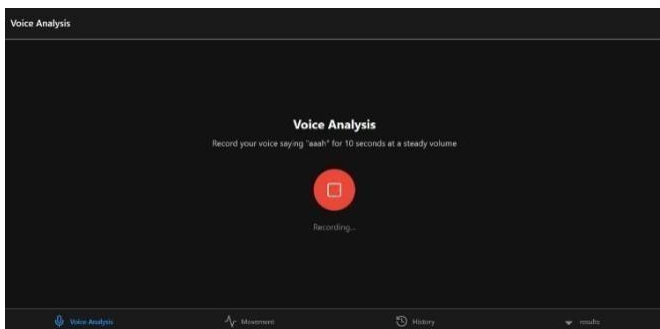 Voice Analysis
Voice Analysis
Record your voice saying "aaah" for 10 seconds at a steady volume
Recording...
Voice Analysis
Movement
History
results